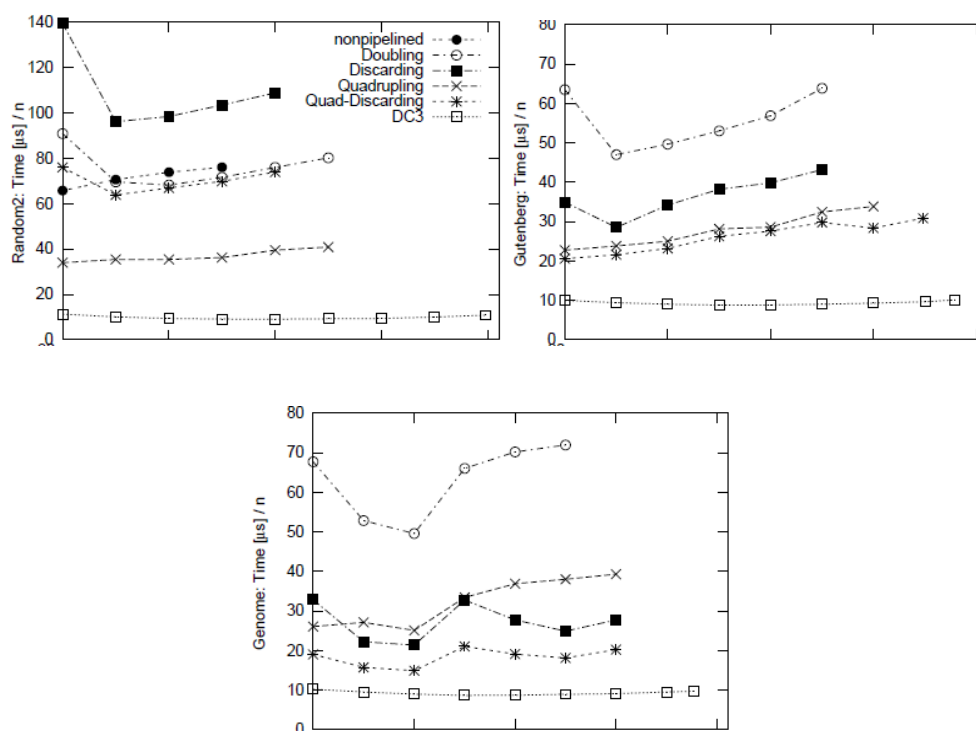 140
120
100
80
60
40
20
0
Random2: Time [µs] / n
nonpipelined
Doubling
Discarding
Quadrupling
Quad-Discarding
DC3
80
70
60
50
40
30
20
10
0
Gutenberg: Time [µs] / n
80
70
60
50
40
30
20
10
0
Genome: Time [µs] / n